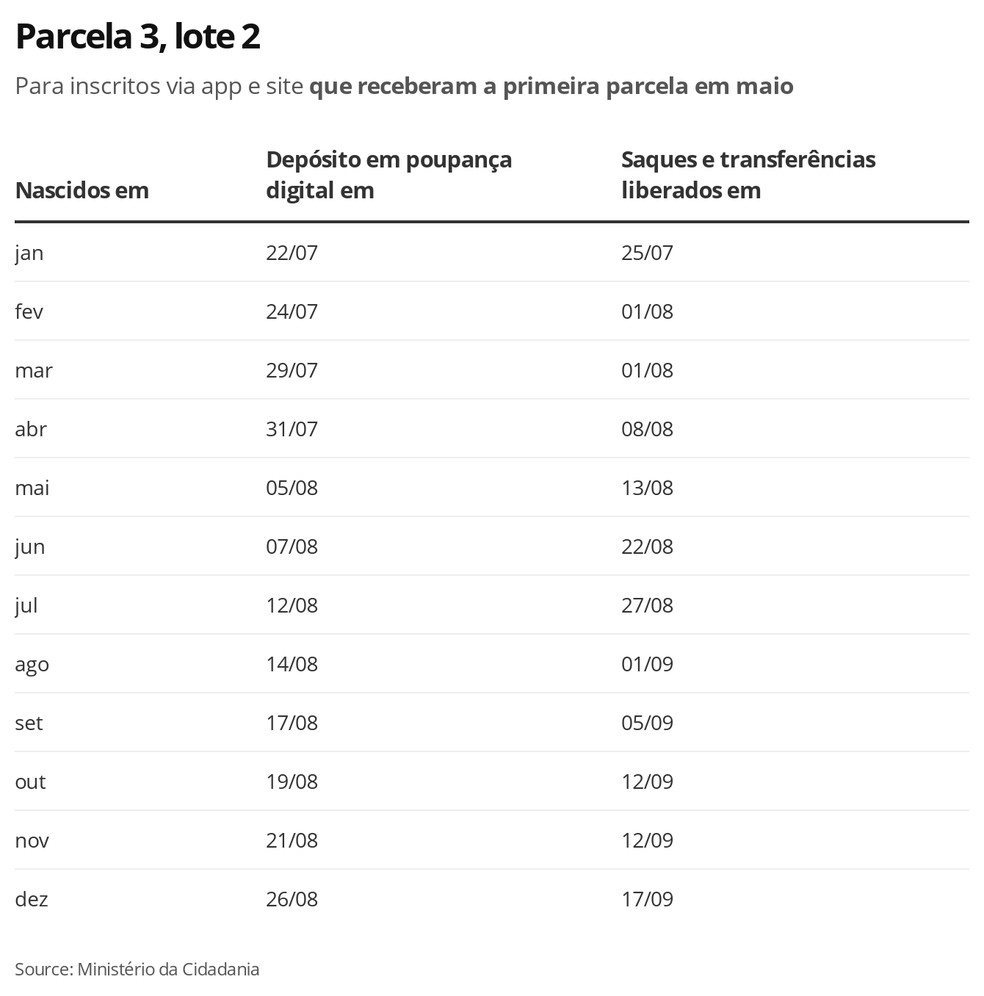 Parcela 3, lote 2
Para inscritos via app e site que receberam a primeira parcela em maio
Nascidos em Depósito em poupança digital em Saques e transferências liberados em
jan 22/07 25/07
fev 24/07 01/08
mar 29/07 01/08
abr 31/07 08/08
mai 05/08 13/08
jun 07/08 22/08
jul 12/08 27/08
ago 14/08 01/09
set 17/08 05/09
out 19/08 12/09
nov 21/08 12/09
dez 26/08 17/09
Source: Ministério da Cidadania